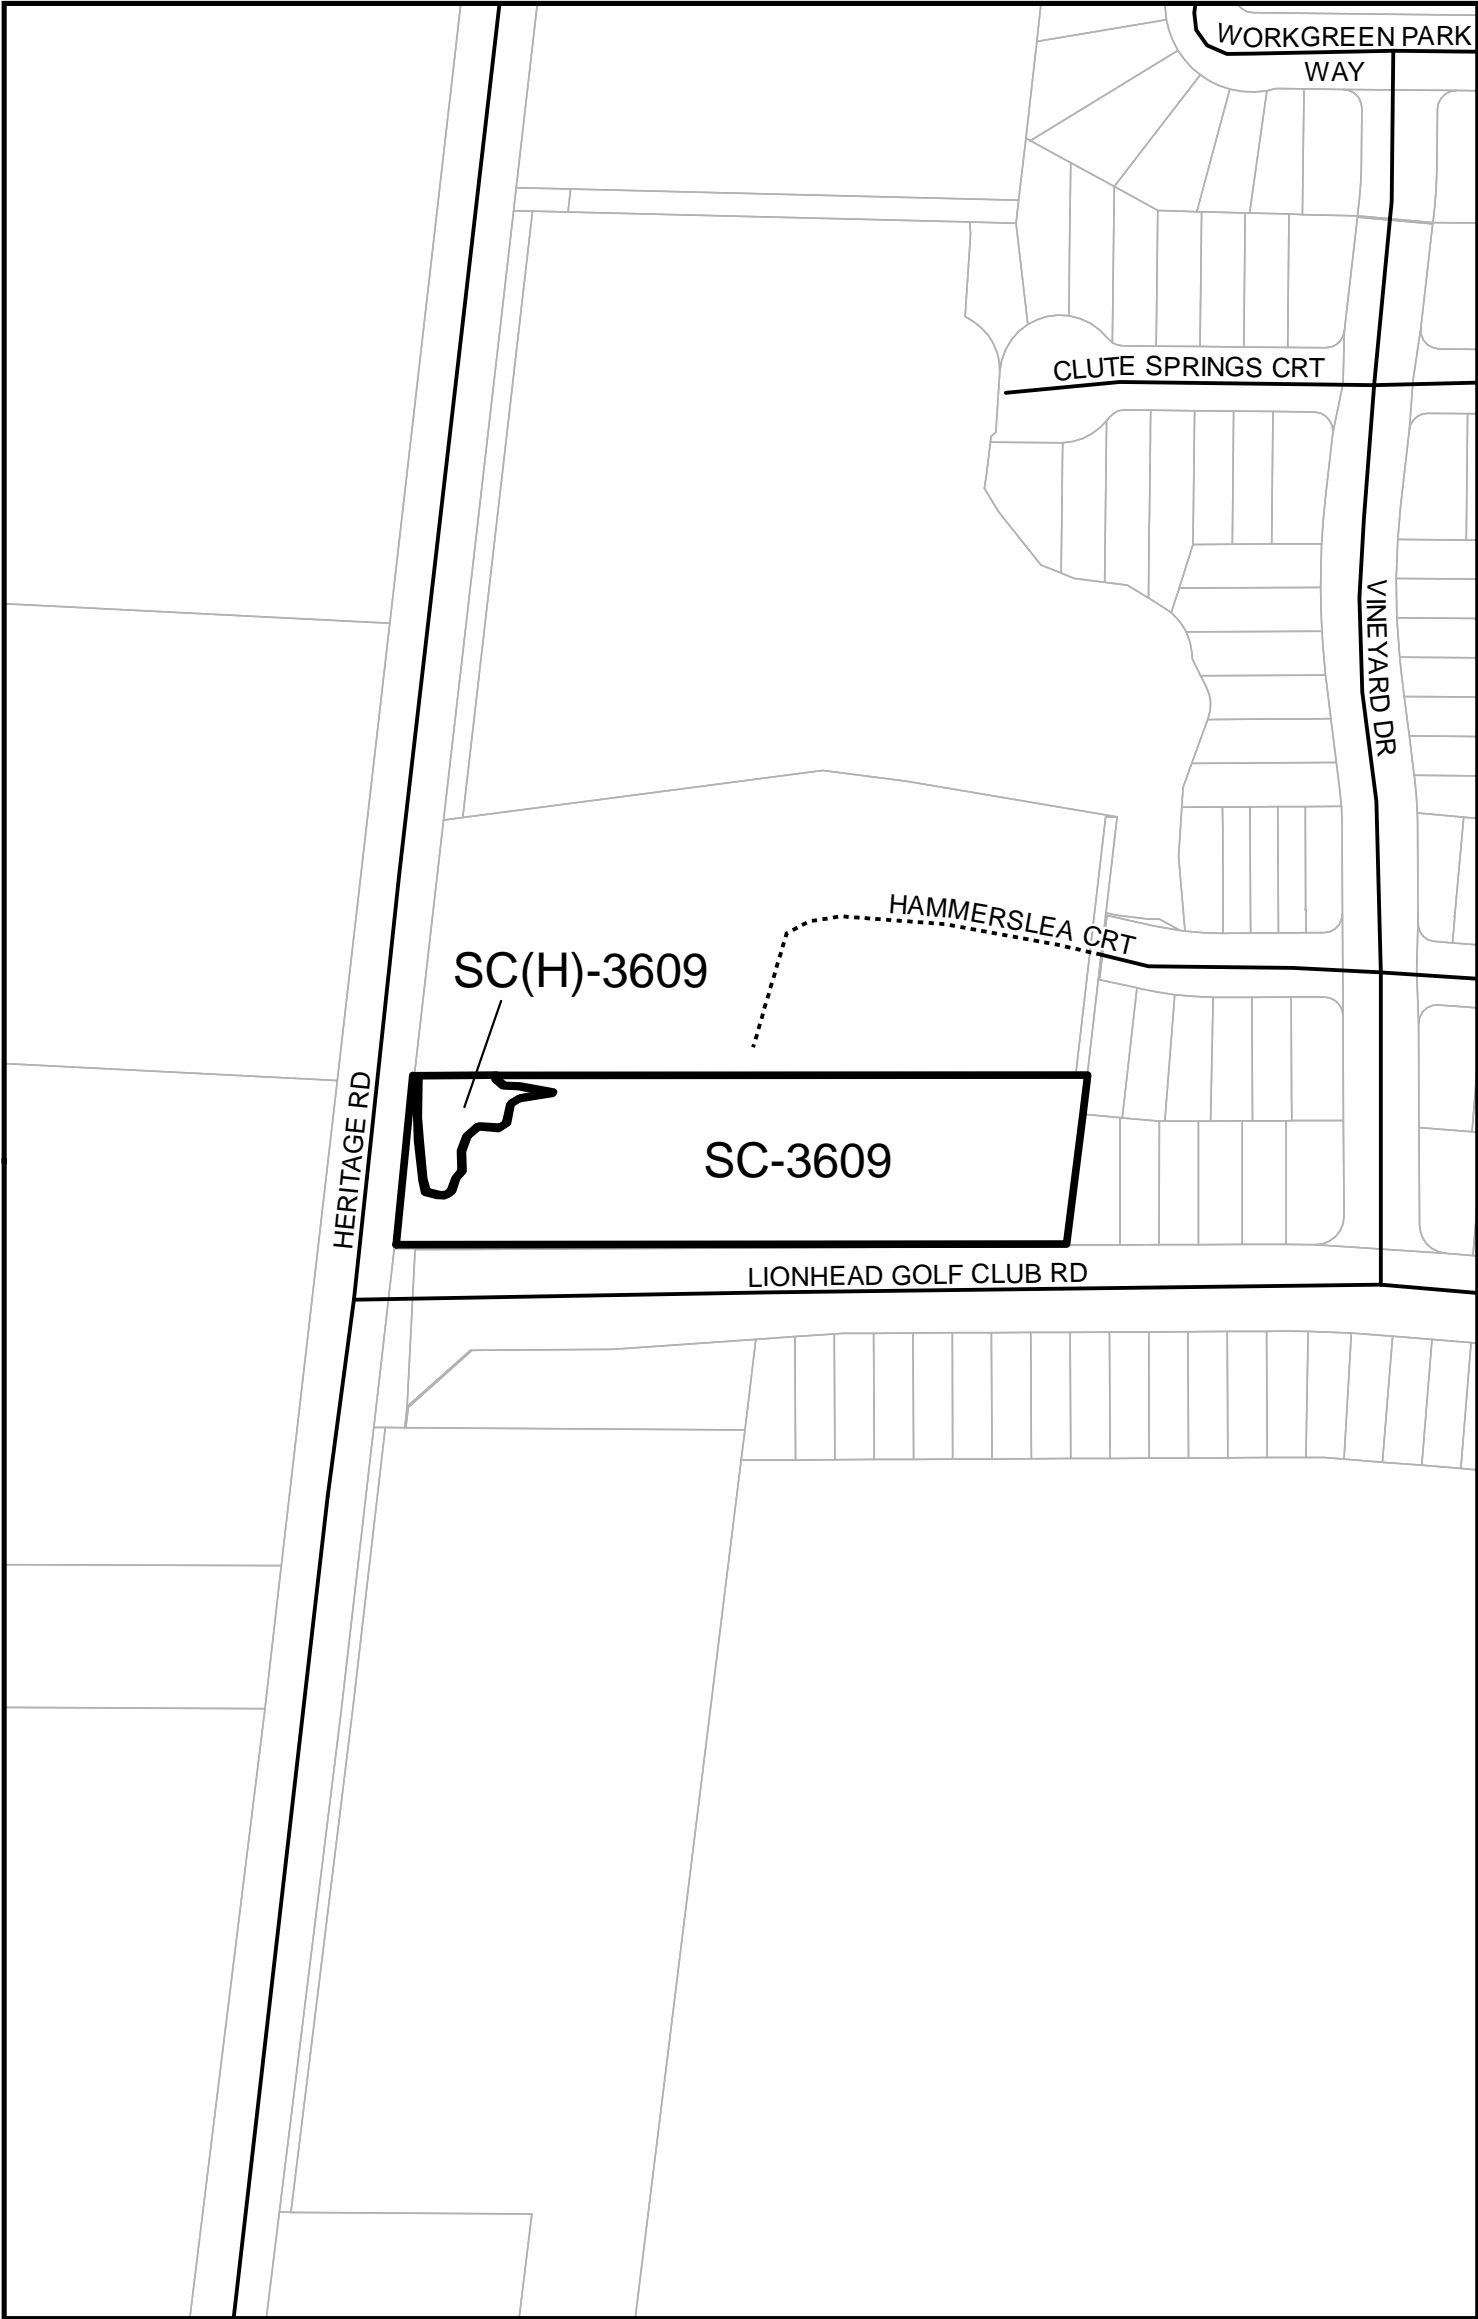 WORKGREEN PARK
WAY
CLUTE SPRINGS CRT
VINEYARD DR
HAMMERSLEA CRT
SC(H)-3609
HERITAGE RD
SC-3609
LIONHEAD GOLF CLUB RD